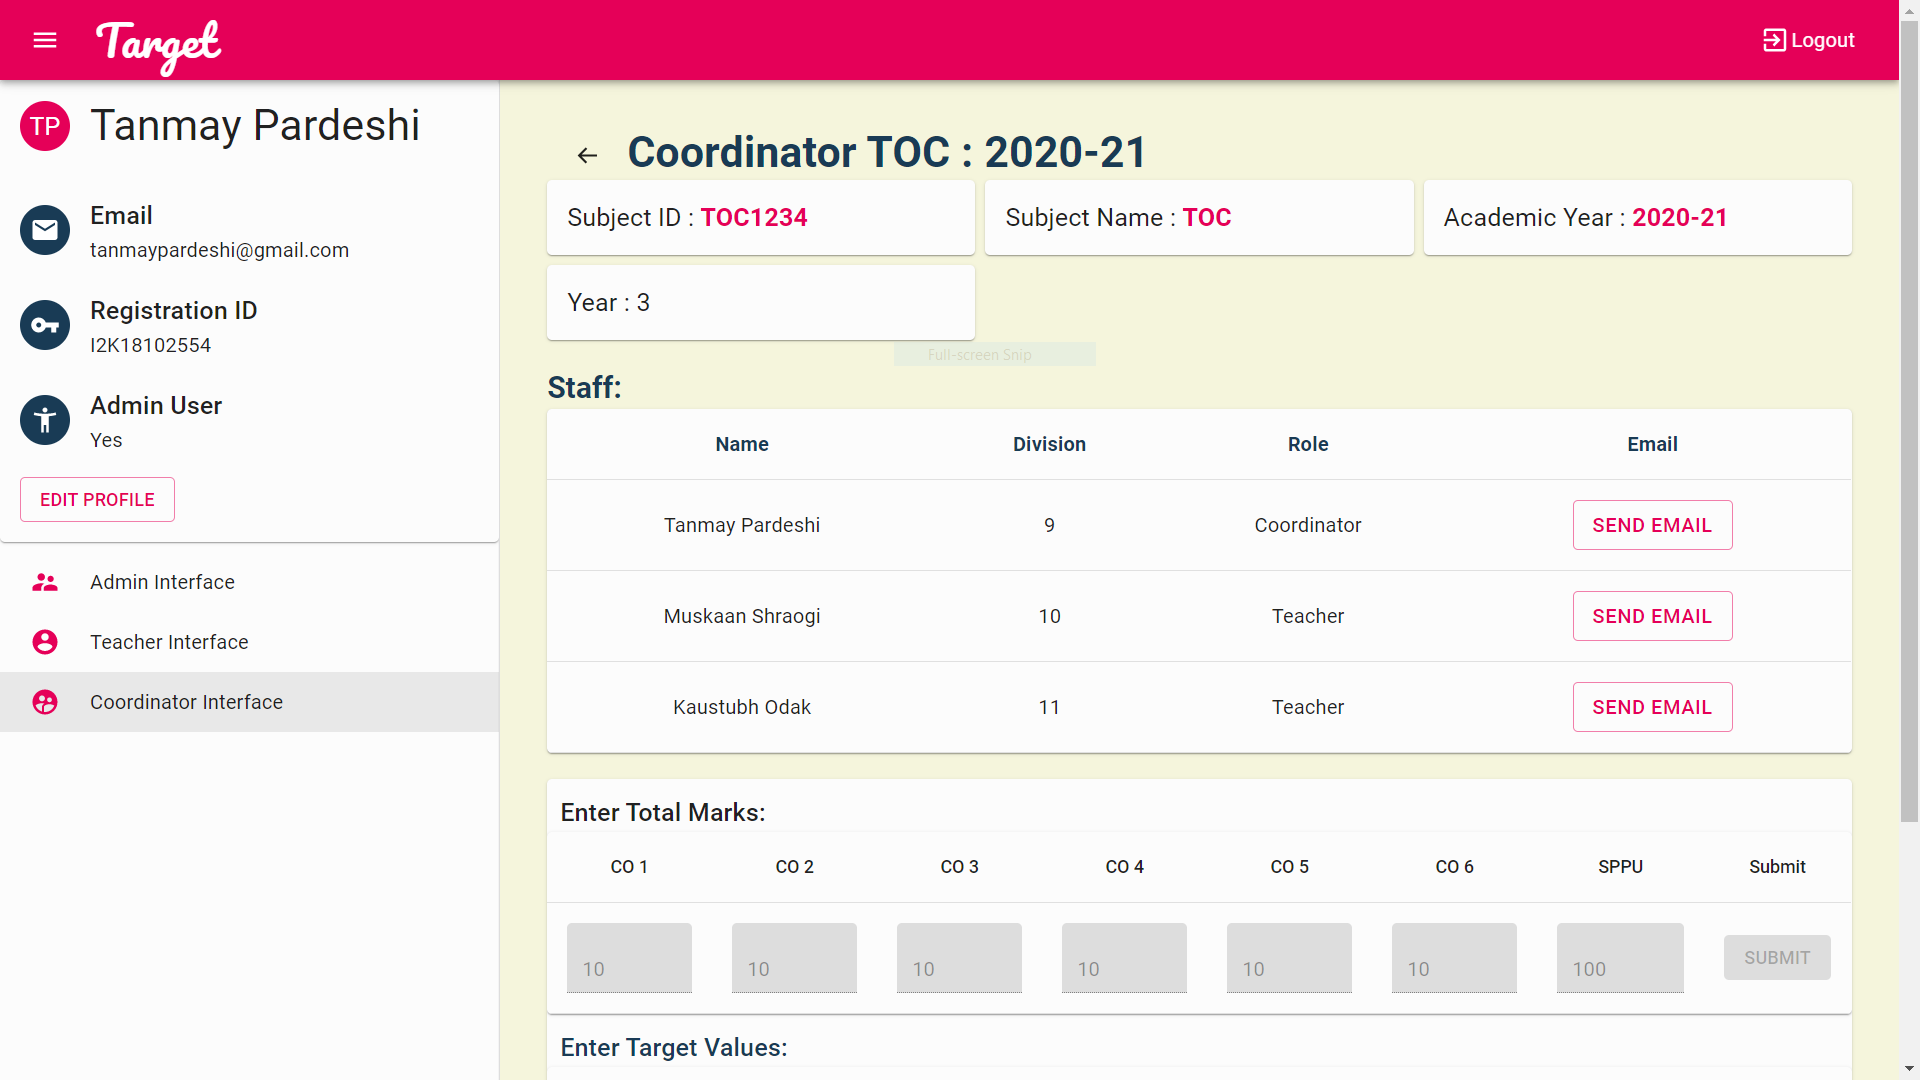 Target
Logout
TP Tanmay Pardeshi
Email
tanmaypardeshi@gmail.com
Registration ID
I2K18102554
Admin User
Yes
EDIT PROFILE
Admin Interface
Teacher Interface
Coordinator Interface
Coordinator TOC : 2020-21
Subject ID : TOC1234
Subject Name : TOC
Academic Year : 2020-21
Year : 3
Full-screen Snip
Staff:
Name Division Role Email
Tanmay Pardeshi 9 Coordinator SEND EMAIL
Muskaan Shraogi 10 Teacher SEND EMAIL
Kaustubh Odak 11 Teacher SEND EMAIL
Enter Total Marks:
CO 1 CO 2 CO 3 CO 4 CO 5 CO 6 SPPU Submit
10 10 10 10 10 10 100 SUBMIT
Enter Target Values: